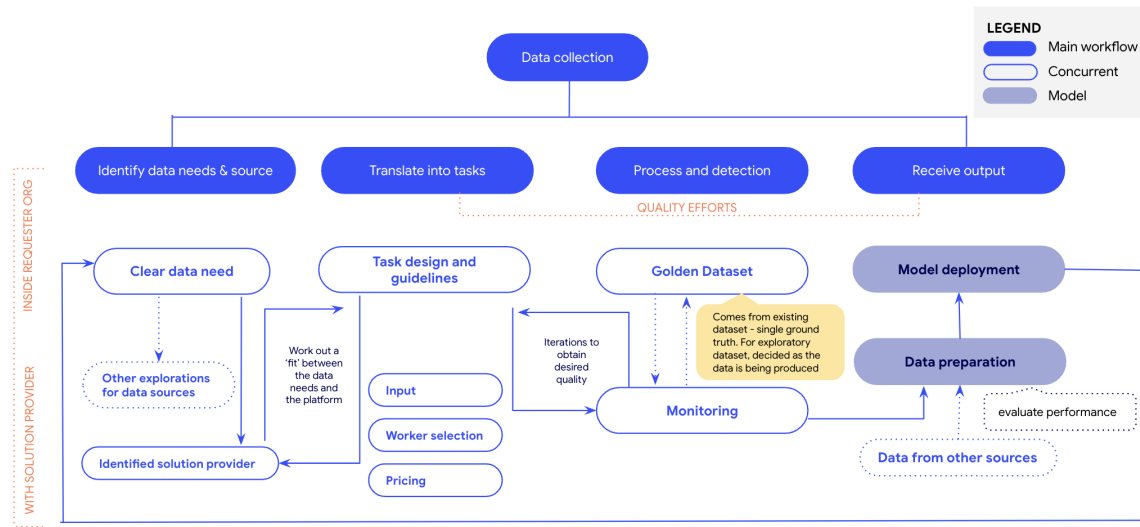 LEGEND
Main workflow
Concurrent
Model
Data collection
Identify data needs & source
Translate into tasks
Process and detection
Receive output
QUALITY EFFORTS
INSIDE REQUESTER ORG
WITH SOLUTION PROVIDER
Clear data need
Other explorations
for data sources
Identified solution provider
Work out a
‘fit’ between
the data
needs and
the platform
Task design and
guidelines
Input
Worker selection
Pricing
Iterations to
obtain
desired
quality
Golden Dataset
Comes from existing
dataset - single ground
truth. For exploratory
dataset, decided as the
data is being produced
Monitoring
Model deployment
Data preparation
evaluate performance
Data from other sources